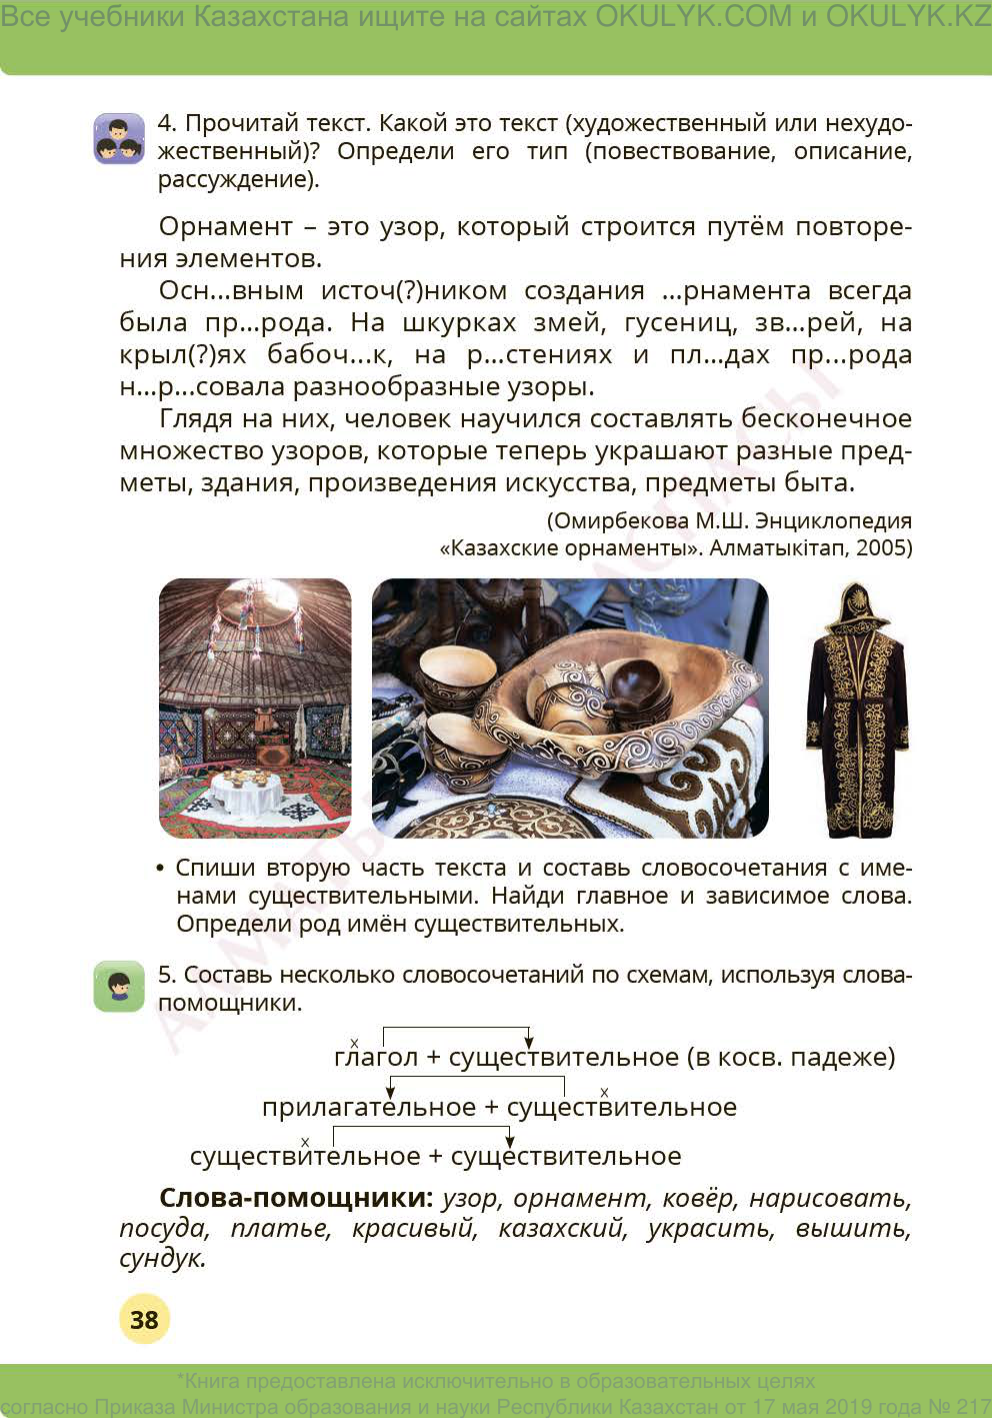 Все учебники Казахстана ищите на сайтах OKULYK.COM и OKULYK.KZ
4. Прочитай текст. Какой это текст (художественный или нехудо-
жественный)? Определи его тип (повествование, описание,
рассуждение).
Орнамент – это узор, который строится путём повторе-
ния элементов.
Осн...вным источ(?)ником создания ...рнамента всегда
была пр...рода. На шкурках змей, гусениц, зв...рей, на
крыл(?)ях бабоч...к, на р...стениях и пл...дах пр...рода
н...р...совала разнообразные узоры.
Глядя на них, человек научился составлять бесконечное
множество узоров, которые теперь украшают разные пред-
меты, здания, произведения искусства, предметы быта.
(Омирбекова М.Ш. Энциклопедия
«Казахские орнаменты». Алматыкітап, 2005)
• Спиши вторую часть текста и составь словосочетания с име-
нами существительными. Найди главное и зависимое слова.
Определи род имён существительных.
5. Составь несколько словосочетаний по схемам, используя слова-
помощники.
х
глагол + существительное (в косв. падеже)
х
прилагательное + существительное
х
существительное + существительное
Слова-помощники: узор, орнамент, ковёр, нарисовать,
посуда, платье, красивый, казахский, украсить, вышить,
сундук.
38
*Книга предоставлена исключительно в образовательных целях
согласно Приказа Министра образования и науки Республики Казахстан от 17 мая 2019 года № 217